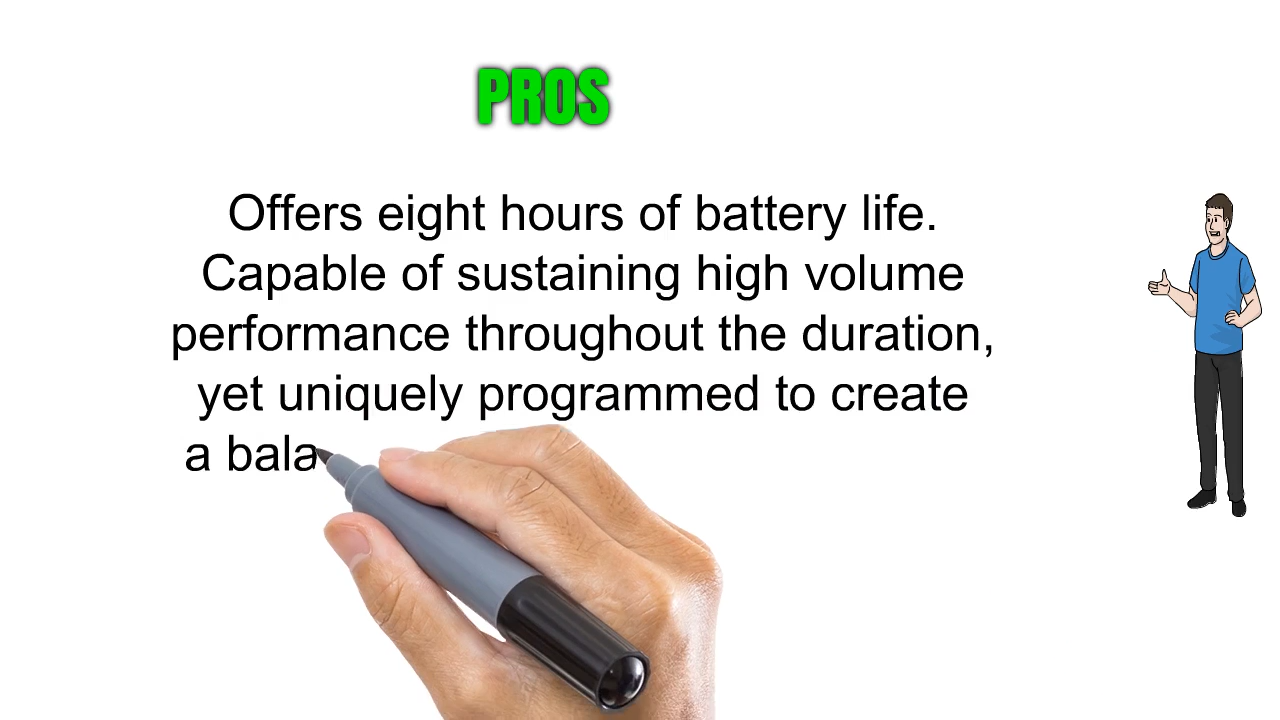 PROS
Offers eight hours of battery life.
Capable of sustaining high volume
performance throughout the duration,
yet uniquely programmed to create
a bala